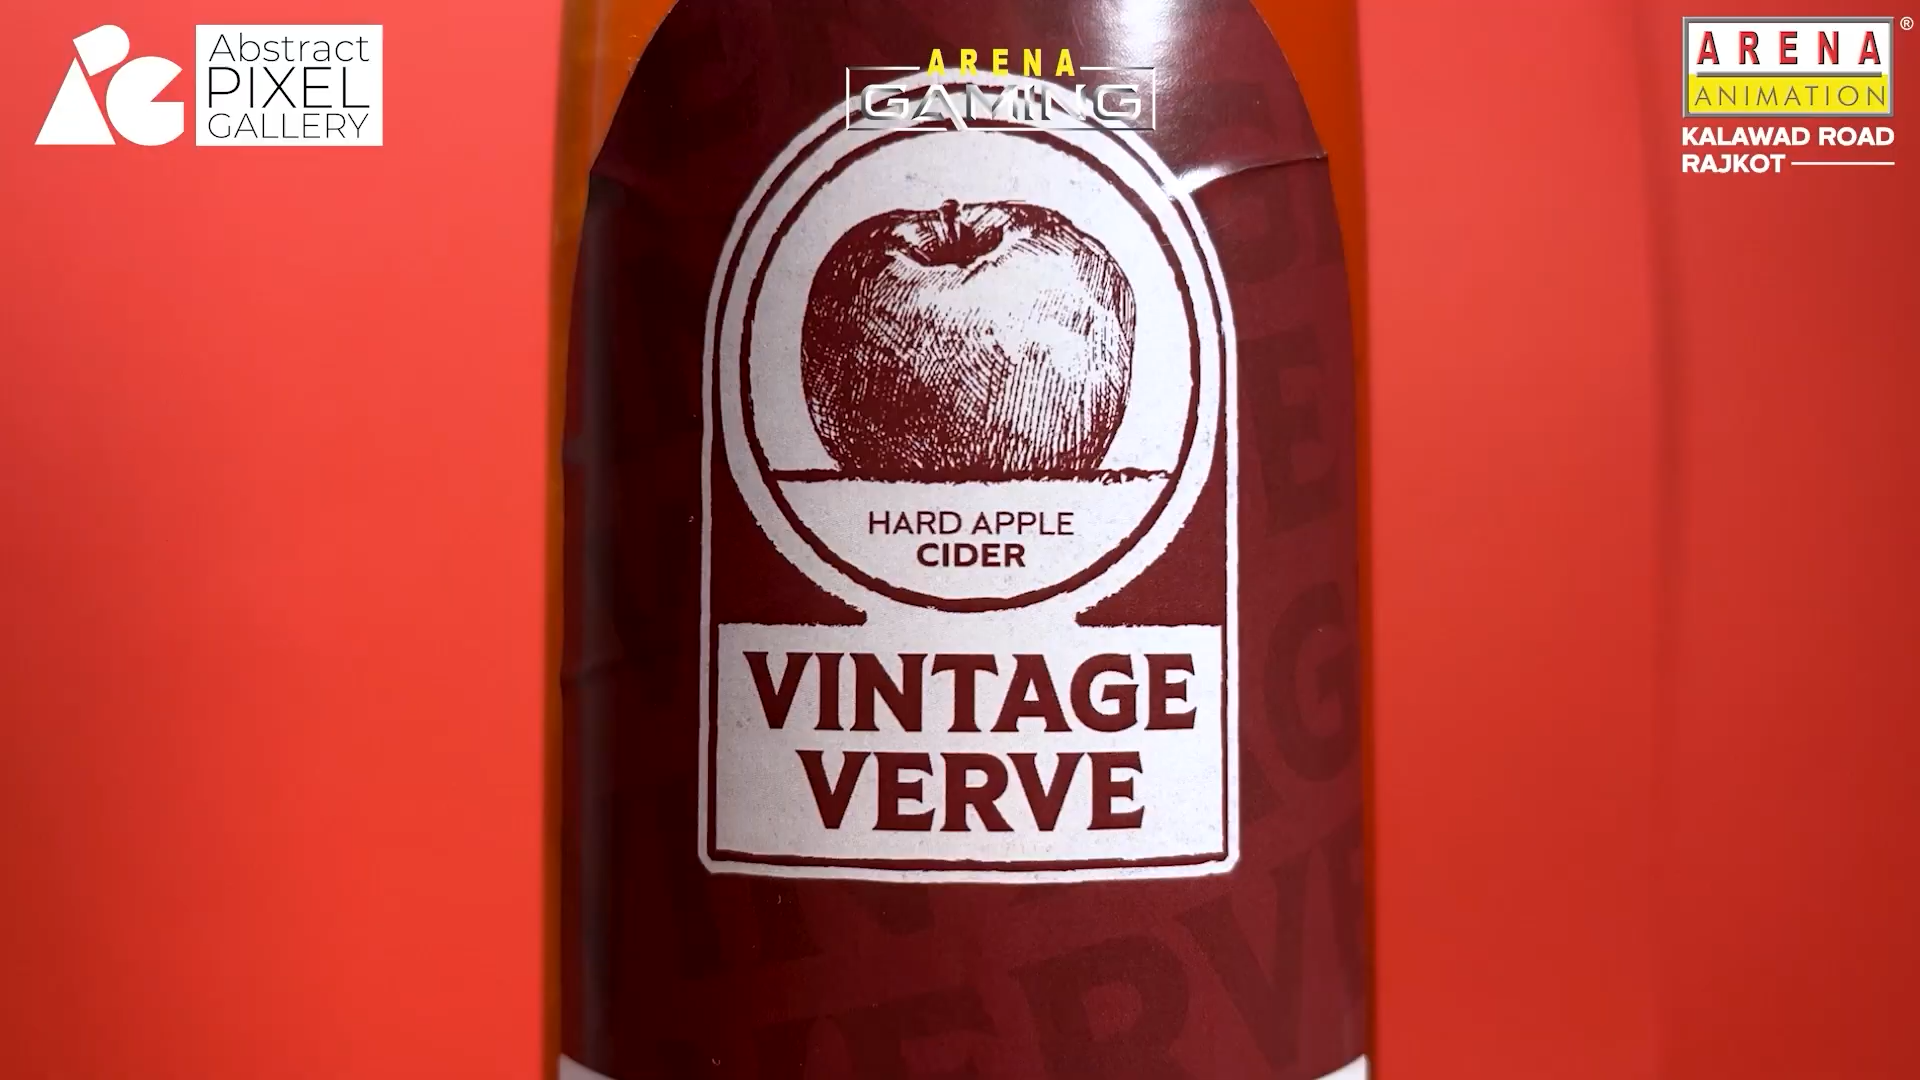 Abstract
PIXEL
GALLERY
ARENA
GAMING
ARENA
®
ANIMATION
KALAWAD ROAD
RAJKOT
HARD APPLE
CIDER
VINTAGE
VERVE